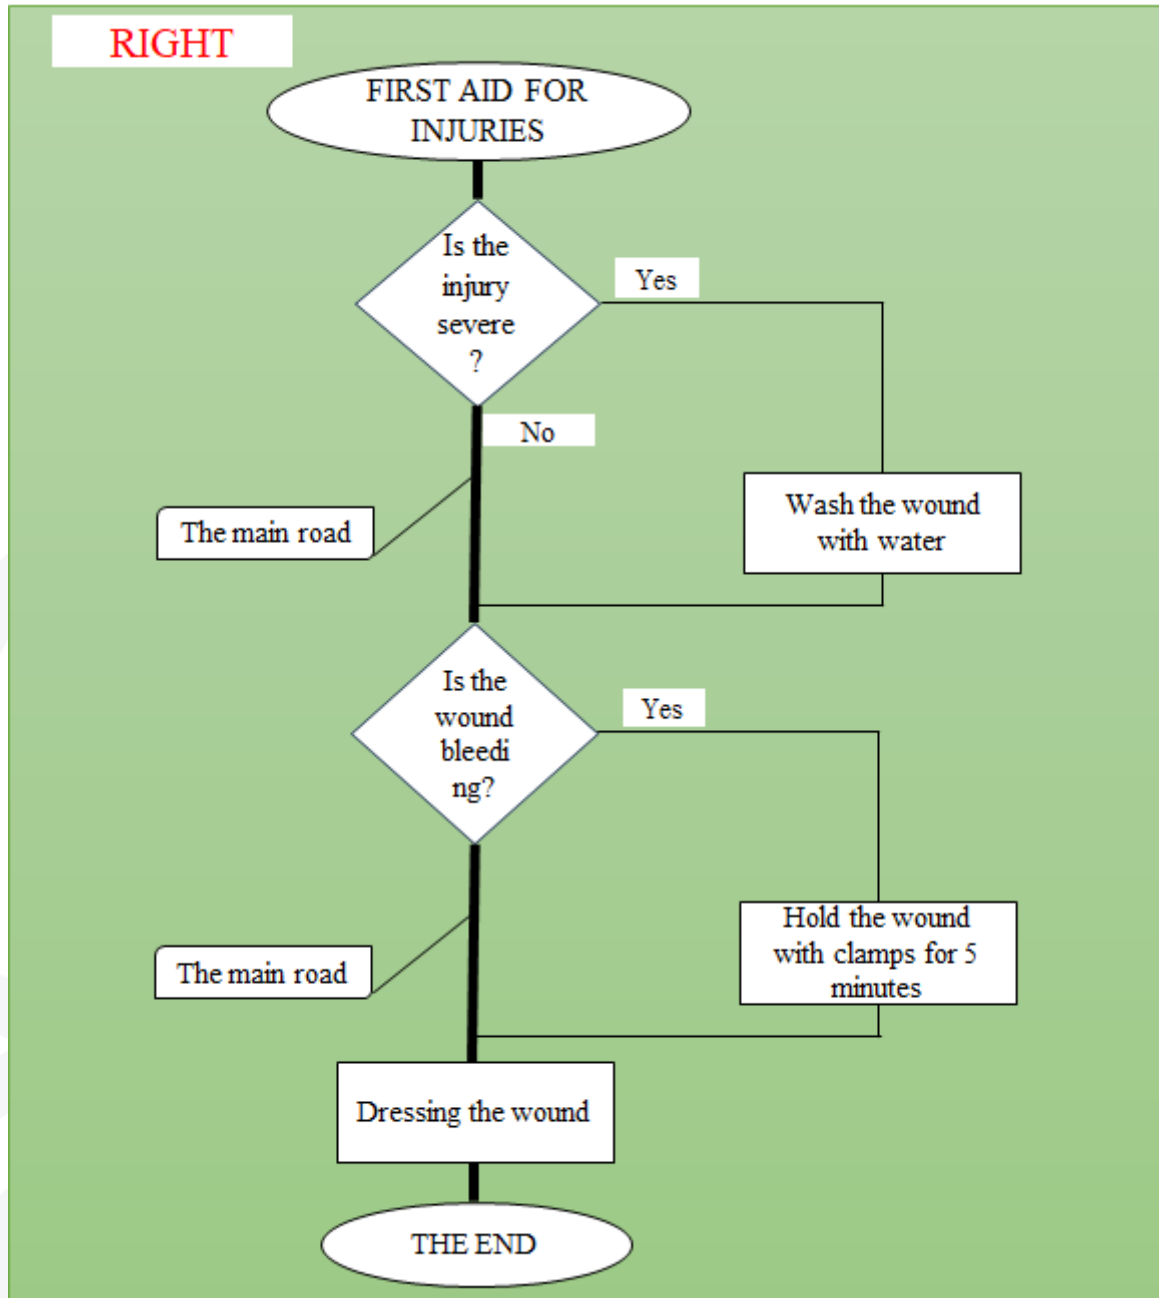 RIGHT
FIRST AID FOR
INJURIES
Is the
injury
severe
?
Yes
No
The main road
Wash the wound
with water
Is the
wound
bleedi
ng?
Yes
The main road
Hold the wound
with clamps for 5
minutes
Dressing the wound
THE END